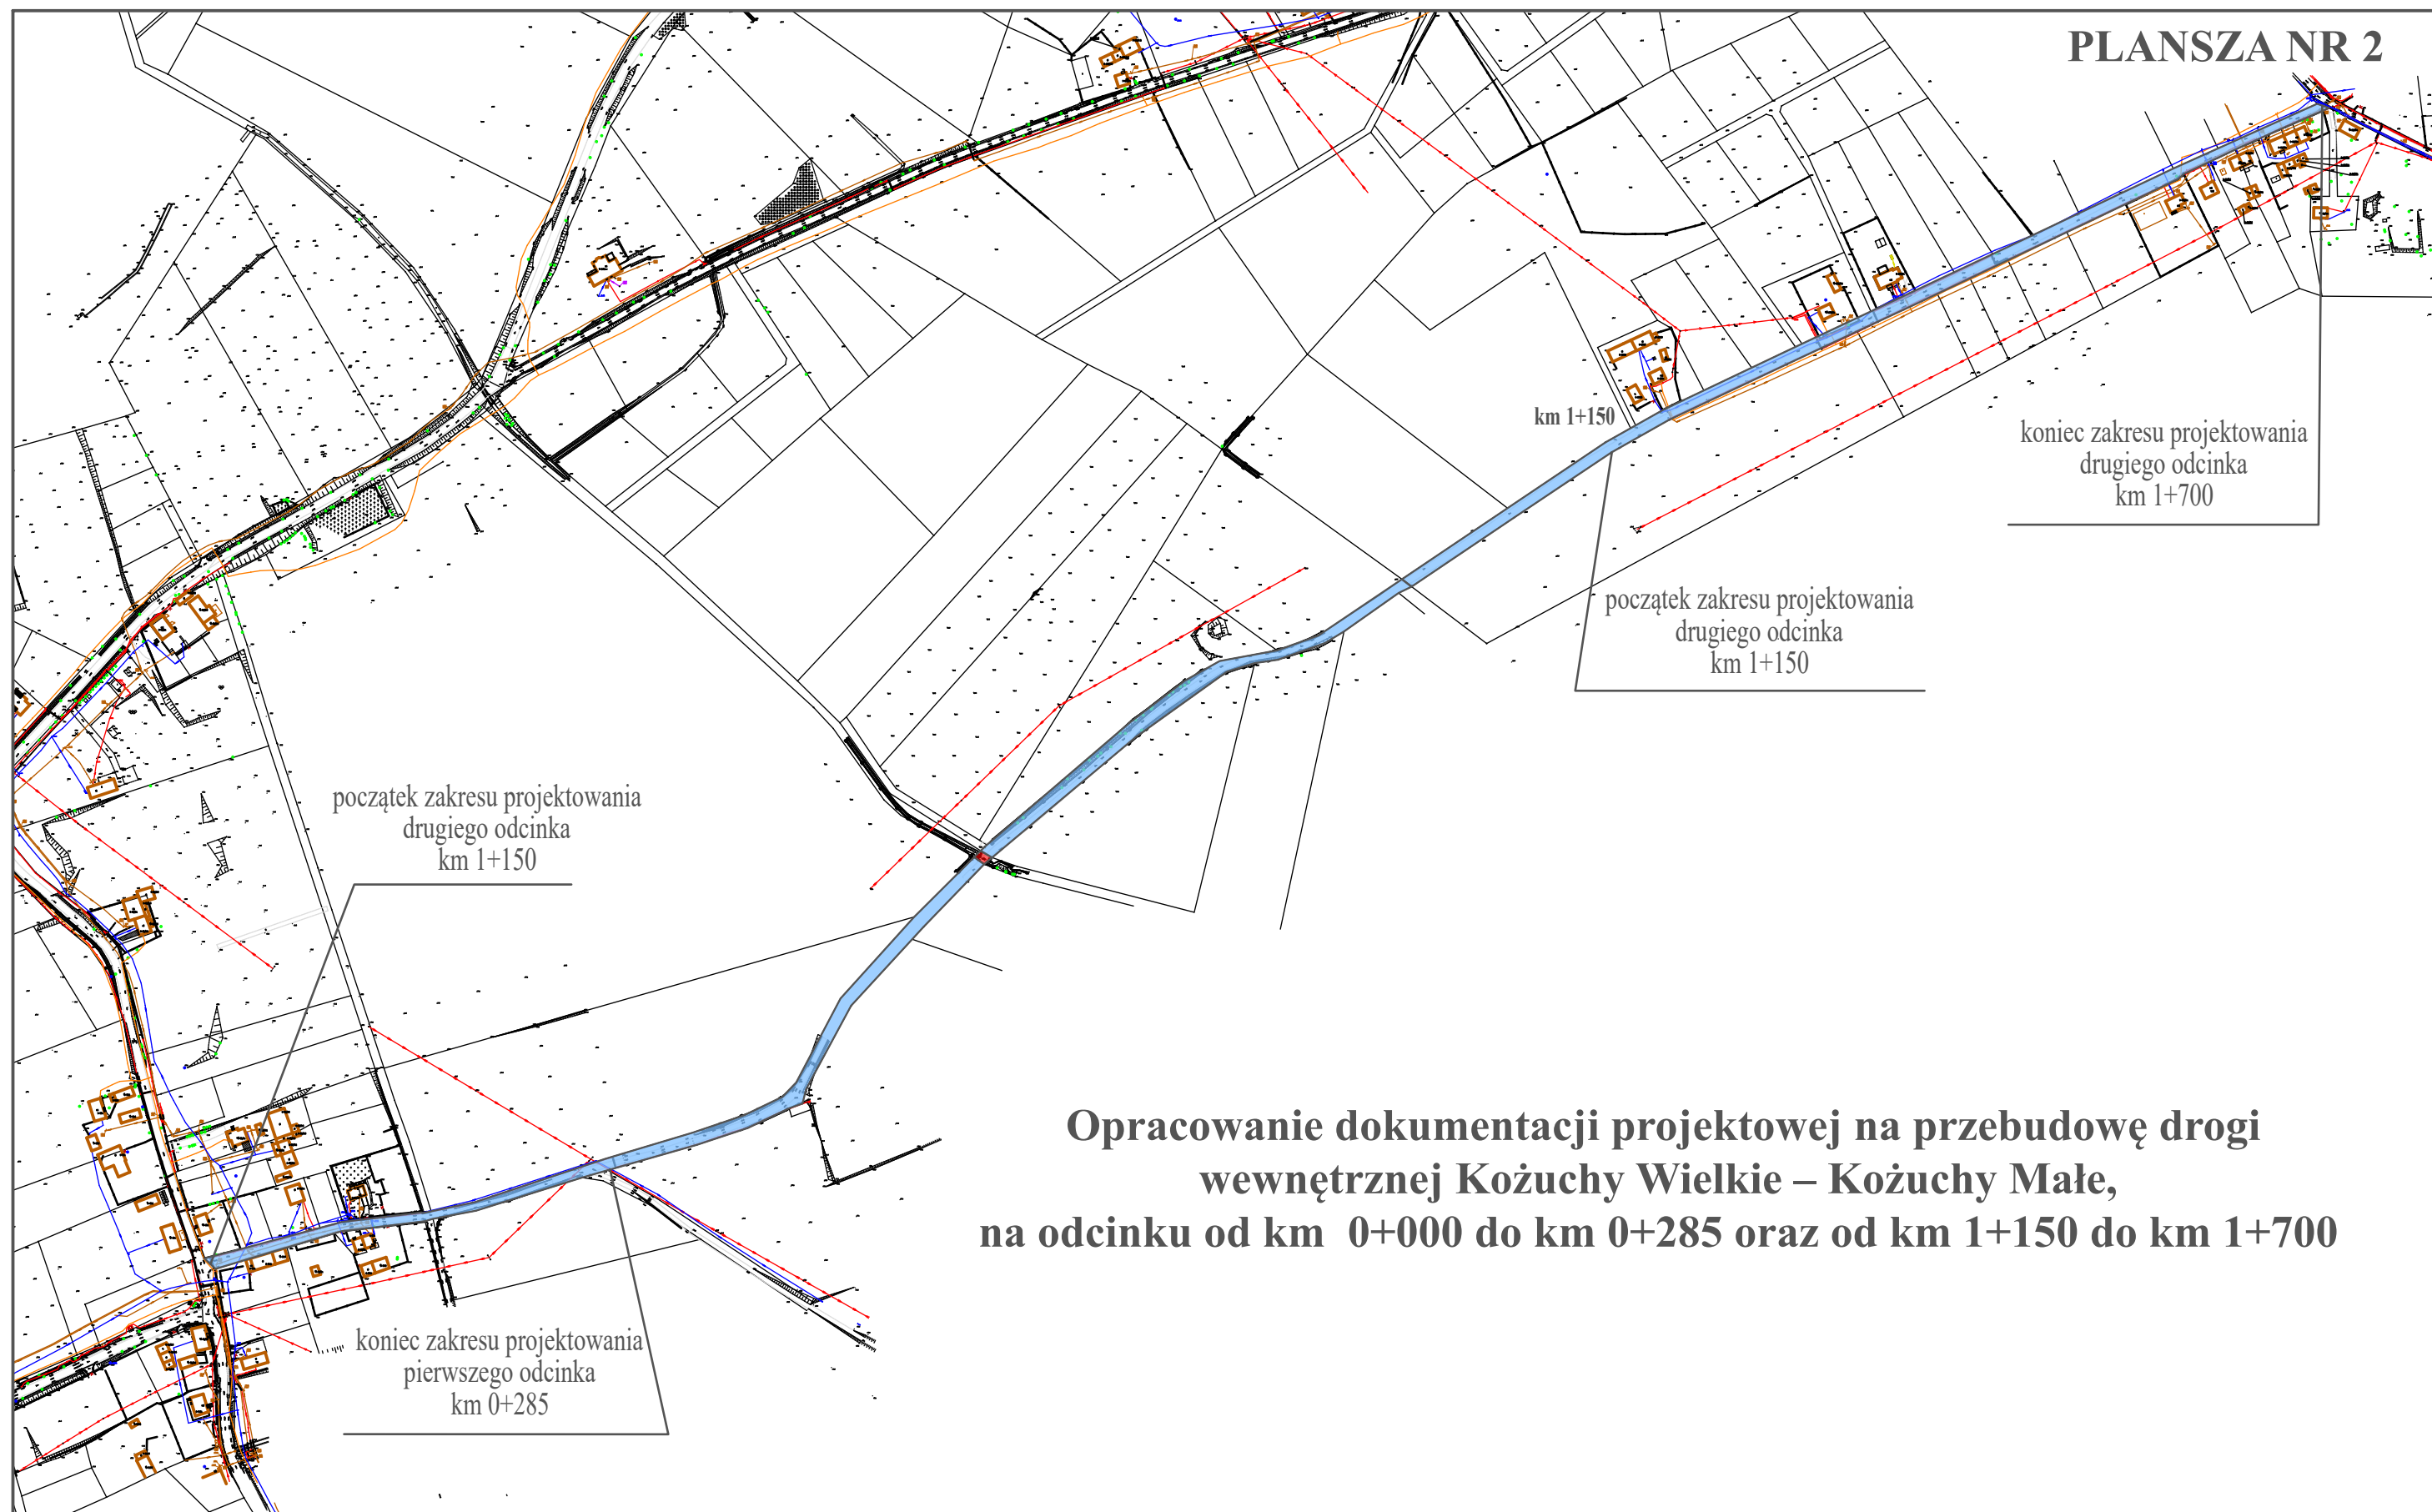 PLANSZA NR 2
km 1+150
koniec zakresu projektowania
drugiego odcinka
km 1+700
początek zakresu projektowania
drugiego odcinka
km 1+150
początek zakresu projektowania
drugiego odcinka
km 1+150
Opracowanie dokumentacji projektowej na przebudowę drogi
wewnętrznej Kożuchy Wielkie – Kożuchy Małe,
na odcinku od km 0+000 do km 0+285 oraz od km 1+150 do km 1+700
koniec zakresu projektowania
pierwszego odcinka
km 0+285